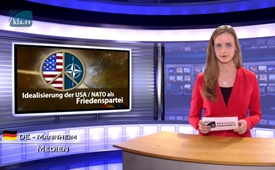 kla.tv
Idealisierung der USA / NATO als
Friedenspartei
DE - MANNHEIM
MEDIEN